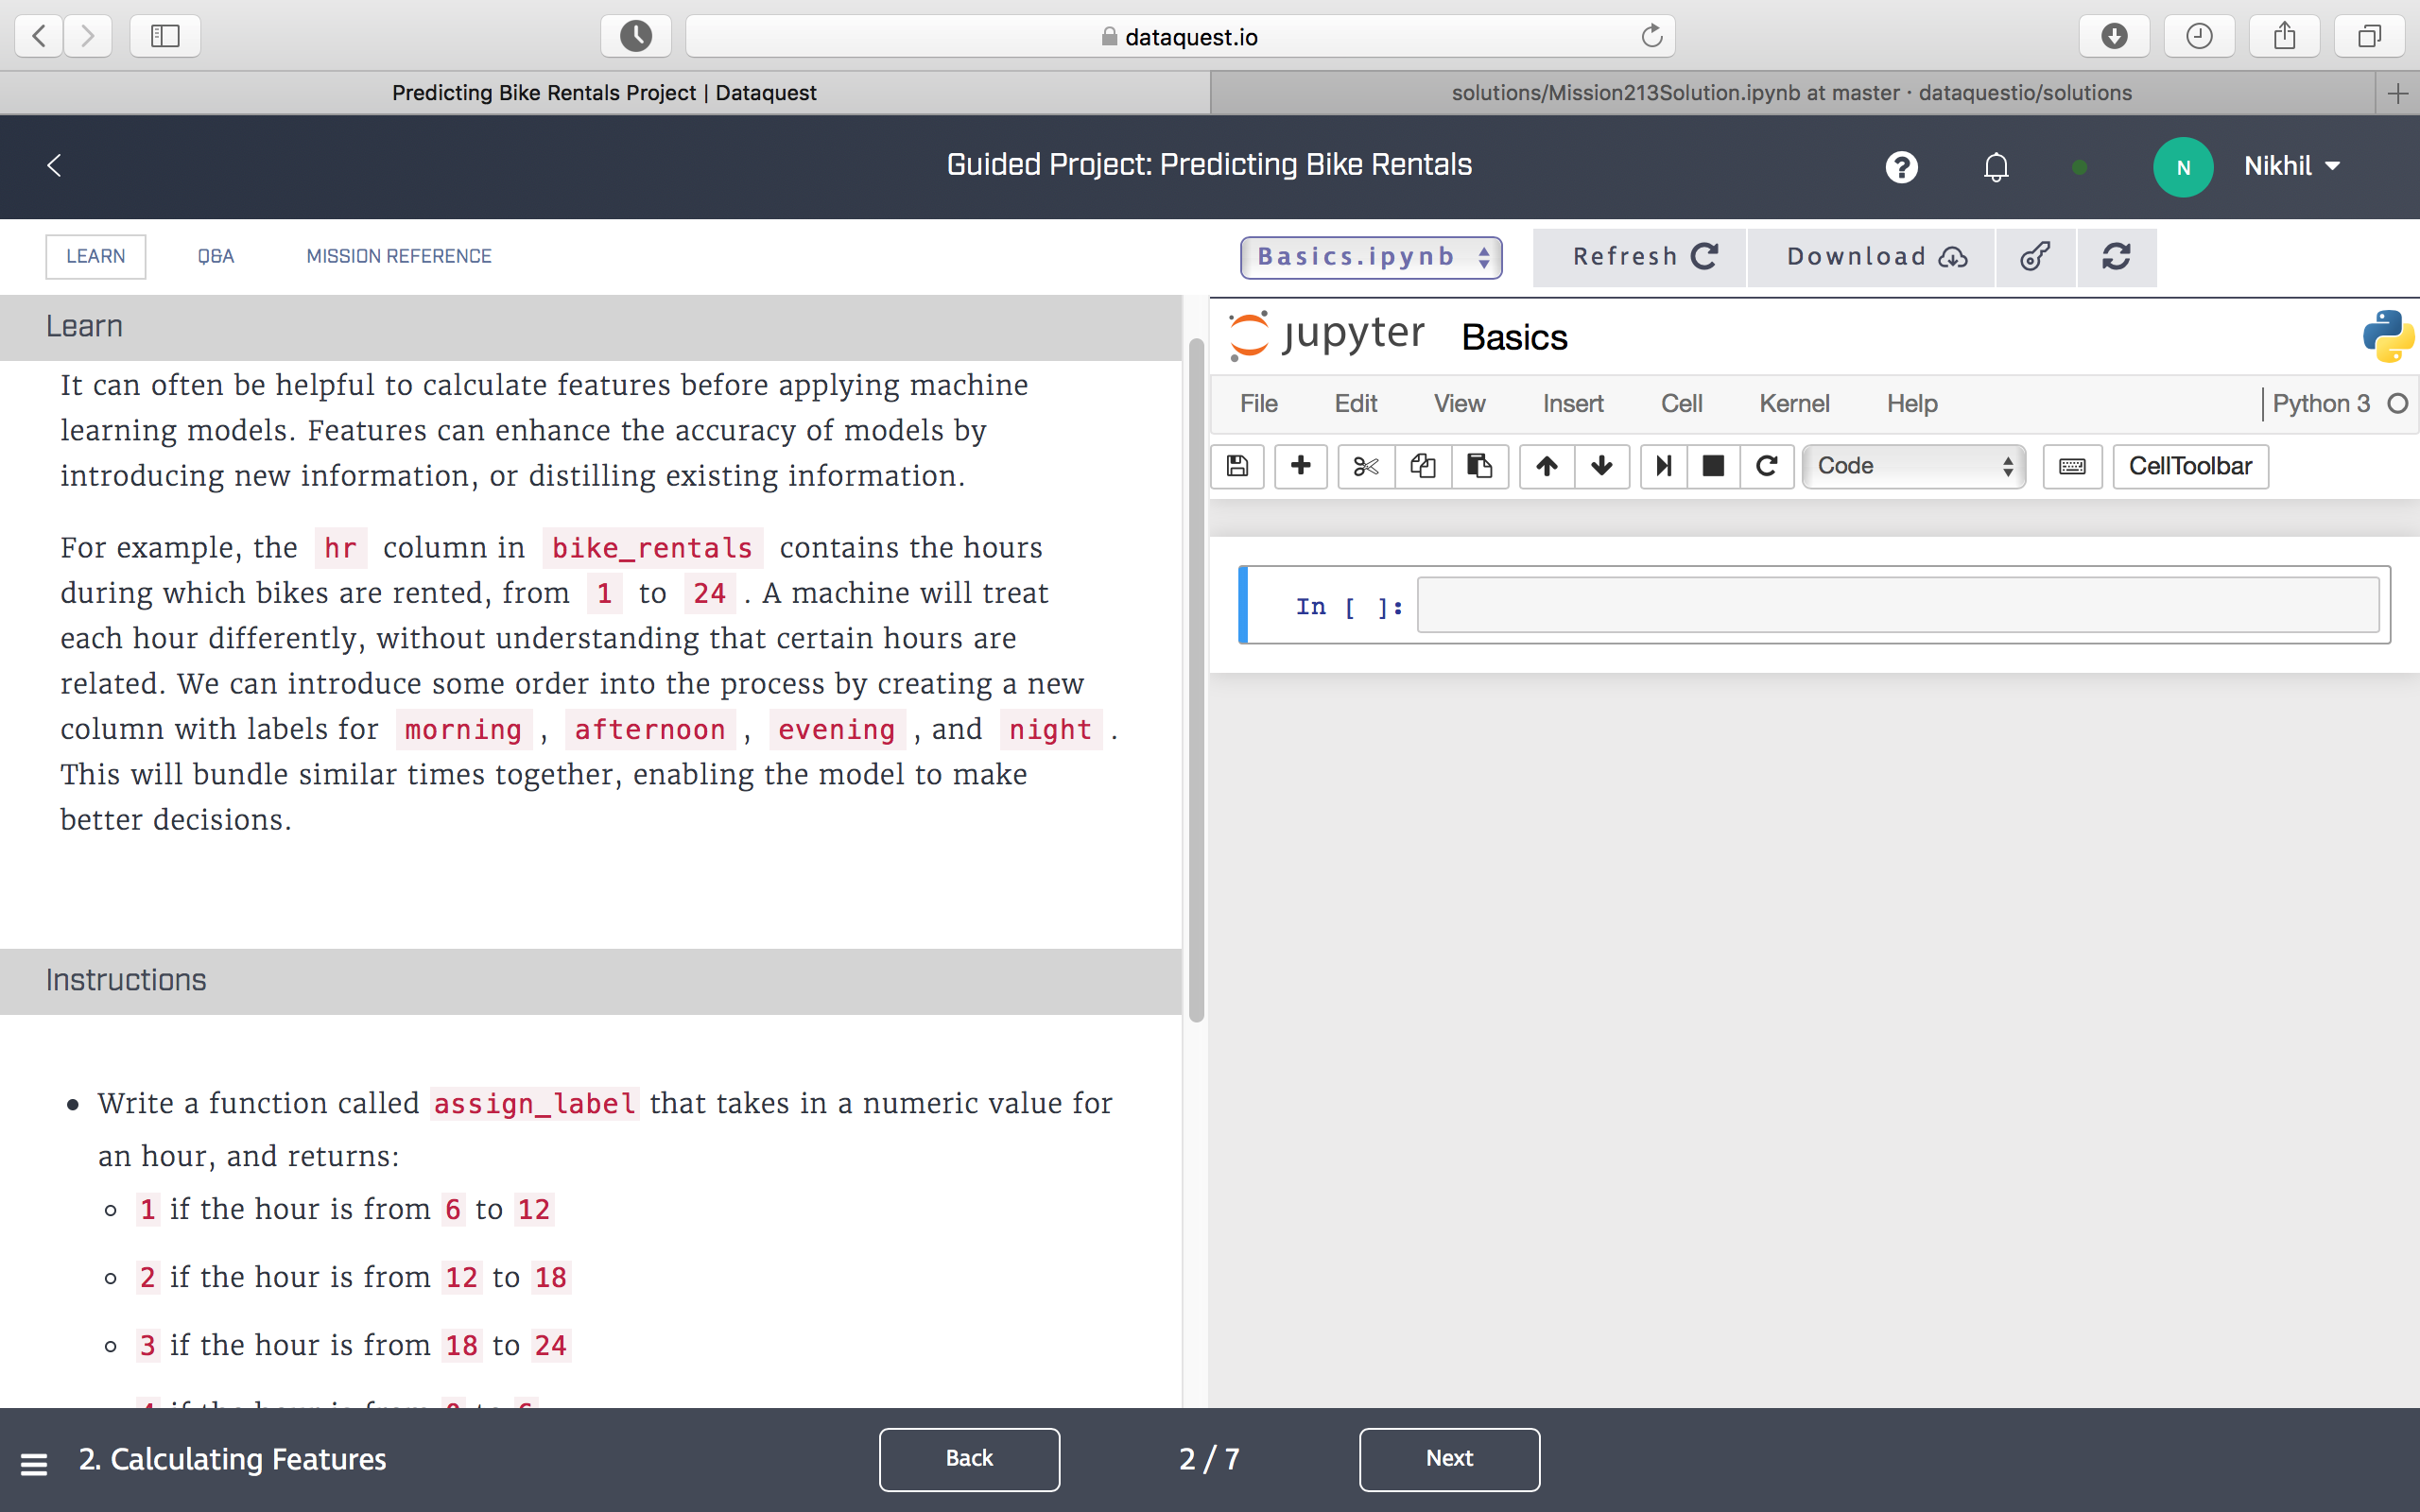 dataquest.io
Predicting Bike Rentals Project | Dataquest
solutions/Mission213Solution.ipynb at master · dataquestio/solutions
Guided Project: Predicting Bike Rentals
N
Nikhil
LEARN
Q&A
MISSION REFERENCE
Basics.ipynb
Refresh
Download
Learn
It can often be helpful to calculate features before applying machine
learning models. Features can enhance the accuracy of models by
introducing new information, or distilling existing information.
For example, the hr column in bike_rentals contains the hours
during which bikes are rented, from 1 to 24 . A machine will treat
each hour differently, without understanding that certain hours are
related. We can introduce some order into the process by creating a new
column with labels for morning , afternoon , evening , and night .
This will bundle similar times together, enabling the model to make
better decisions.
Instructions
• Write a function called assign_label that takes in a numeric value for
an hour, and returns:
1 if the hour is from 6 to 12
2 if the hour is from 12 to 18
3 if the hour is from 18 to 24
jupyter Basics
File Edit View Insert Cell Kernel Help
Python 3
Code
CellToolbar
In [ ]:
2. Calculating Features
Back
2 / 7
Next